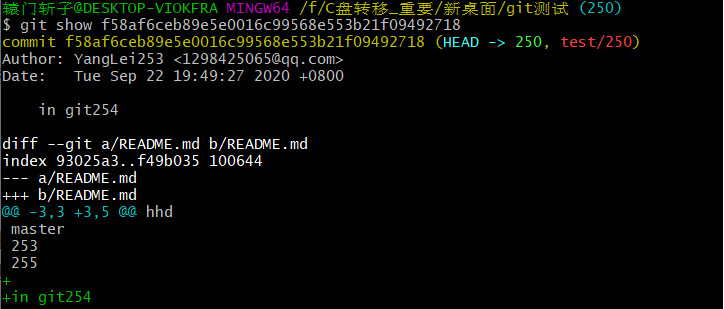 辕门斩子@DESKTOP-VIOKFRA MINGW64 /f/C盘转移_重要/新桌面/git测试 (250)
$ git show f58af6ceb89e5e0016c99568e553b21f09492718
commit f58af6ceb89e5e0016c99568e553b21f09492718 (HEAD -> 250, test/250)
Author: YangLei253 <1298425065@qq.com>
Date:   Tue Sep 22 19:49:27 2020 +0800

    in git254

diff --git a/README.md b/README.md
index 93025a3..f49b035 100644
--- a/README.md
+++ b/README.md
@@ -3,3 +3,5 @@ hhd
 master
 253
 255
+
+in git254